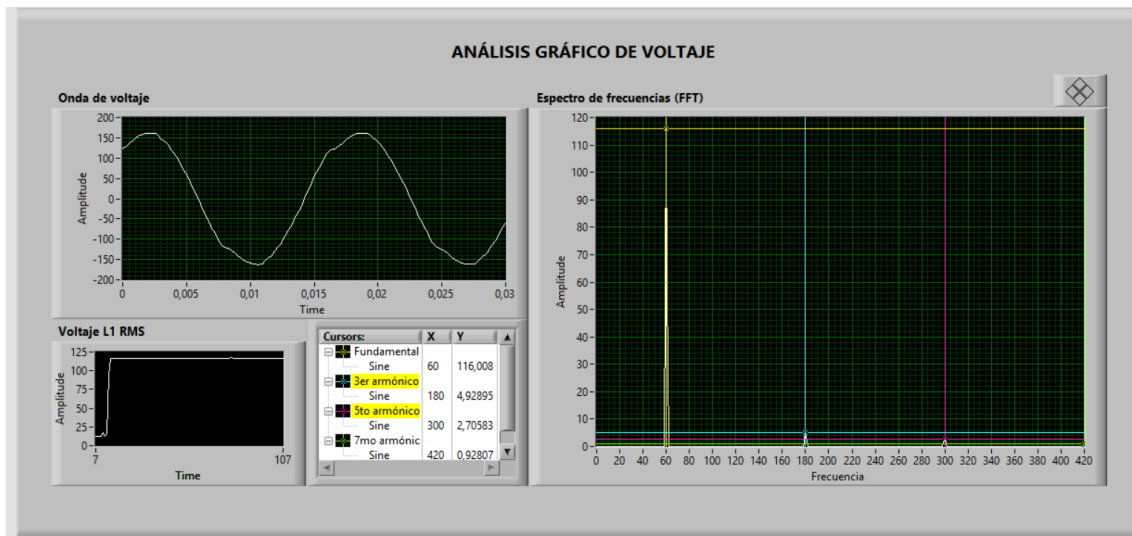 ANÁLISIS GRÁFICO DE VOLTAJE
Onda de voltaje
200
150
100
50
0
-50
-100
-150
-200
Amplitude
0 0,005 0,01 0,015 0,02 0,025 0,03
Time
Voltaje L1 RMS
125
100
75
50
25
0
Amplitude
7 107
Time
Cursors: X Y
Fundamental
Sine 60 116,008
3er armónico
Sine 180 4,92895
5to armónico
Sine 300 2,70583
7mo armónic
Sine 420 0,92807
Espectro de frecuencias (FFT)
120
110
100
90
80
70
60
50
40
30
20
10
0
Amplitude
0 20 40 60 80 100 120 140 160 180 200 220 240 260 280 300 320 340 360 380 400 420
Frecuencia